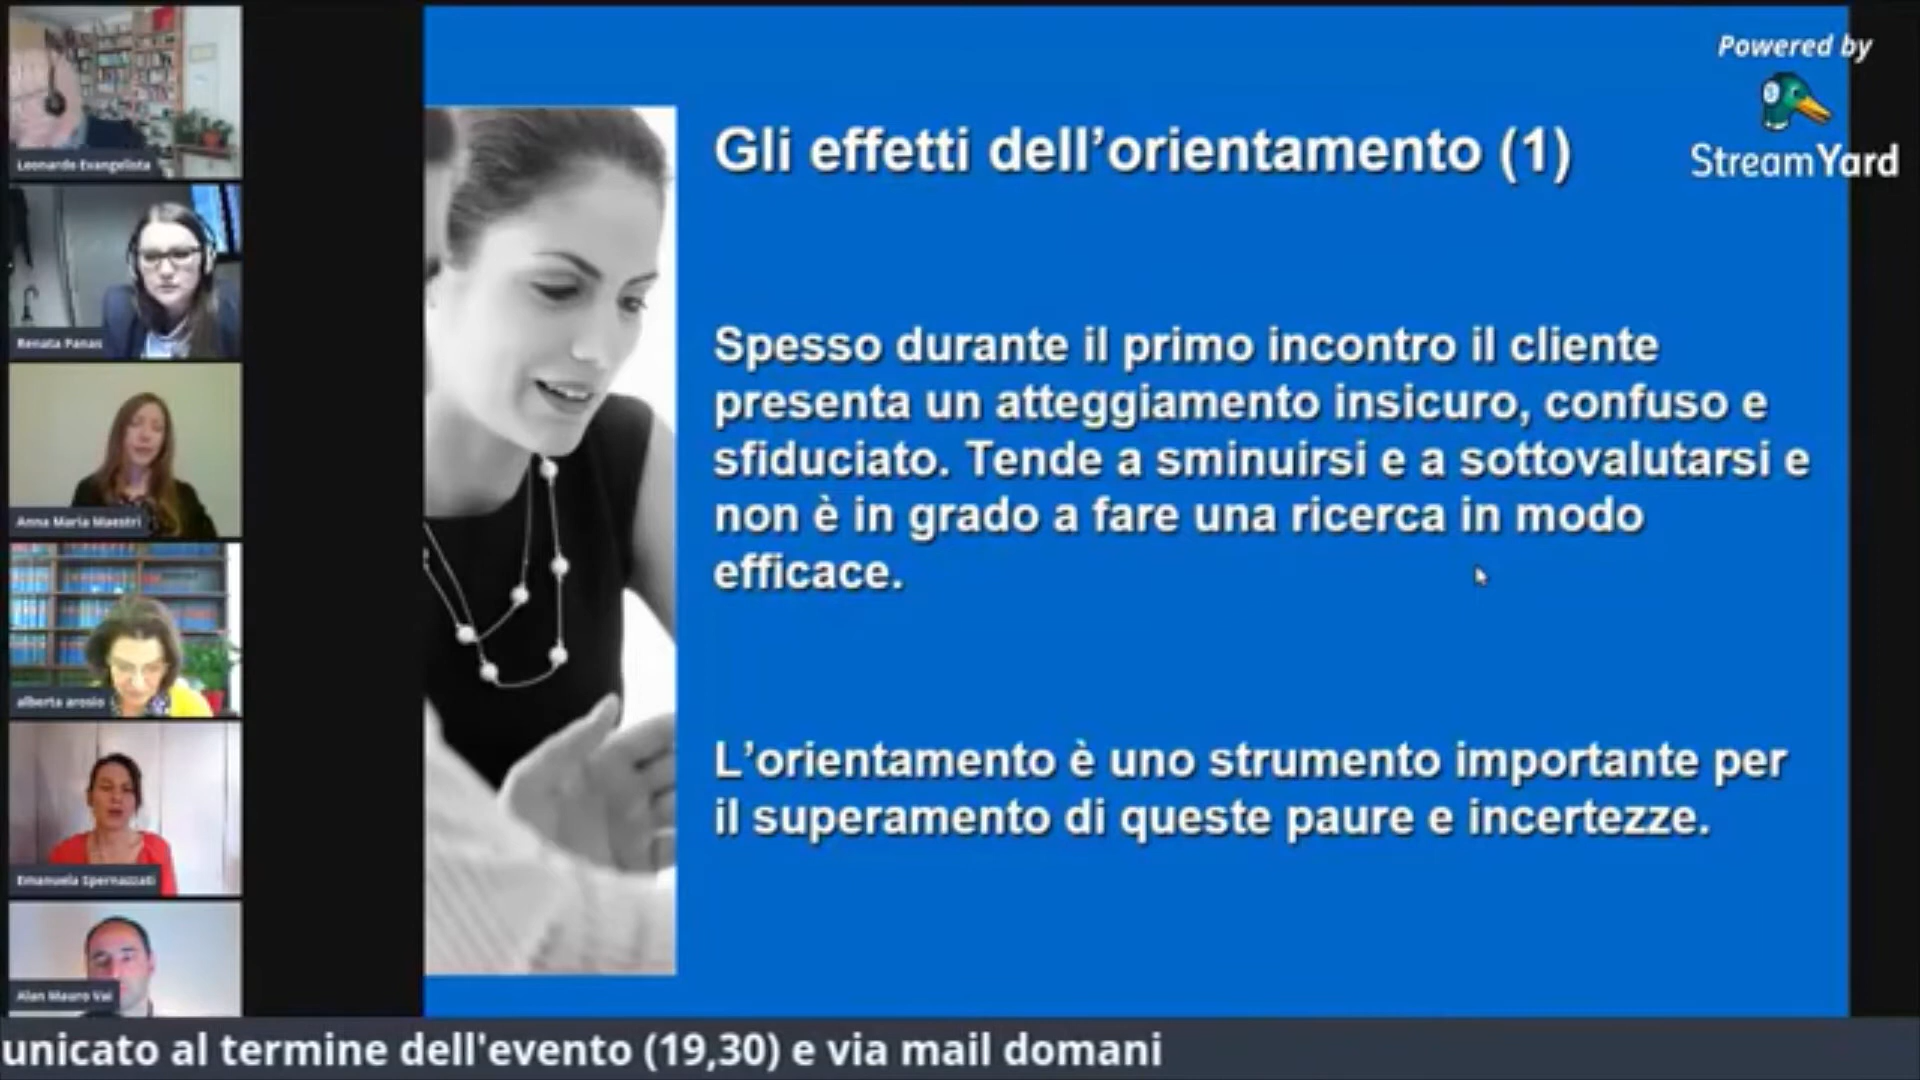 Powered by
StreamYard
Gli effetti dell’orientamento (1)
Spesso durante il primo incontro il cliente
presenta un atteggiamento insicuro, confuso e
sfiduciato. Tende a sminuirsi e a sottovalutarsi e
non è in grado a fare una ricerca in modo
efficace.
L’orientamento è uno strumento importante per
il superamento di queste paure e incertezze.
Leonardo Evangelista
Renata Panas
Anna Maria Maestri
alberta arosio
Emanuela Spernazzati
Alan Mauro Vai
unicato al termine dell'evento (19,30) e via mail domani